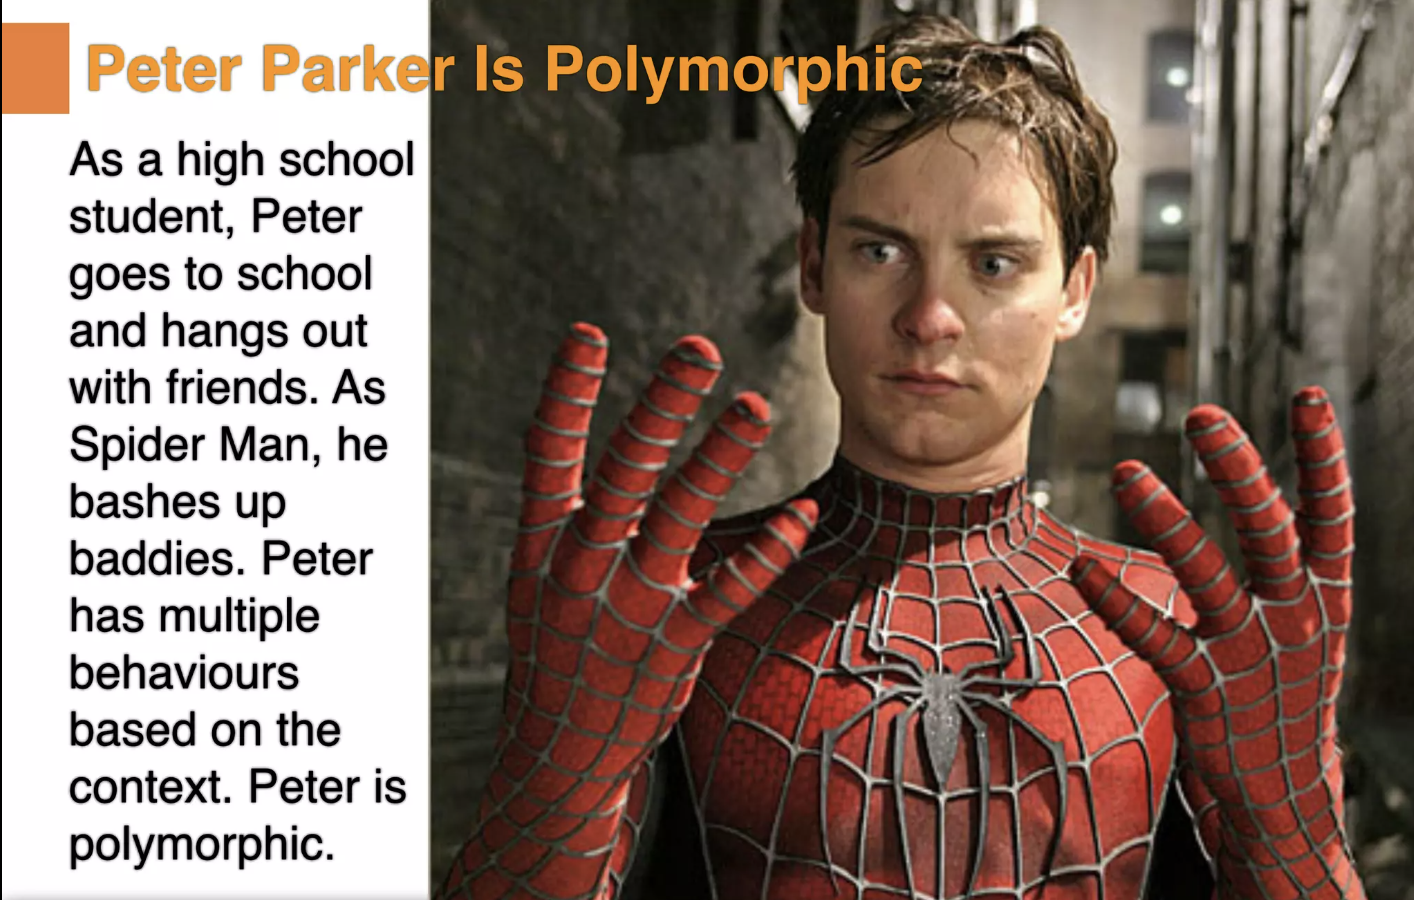 Peter Parker Is Polymorphic
As a high school
student, Peter
goes to school
and hangs out
with friends. As
Spider Man, he
bashes up
baddies. Peter
has multiple
behaviours
based on the
context. Peter is
polymorphic.